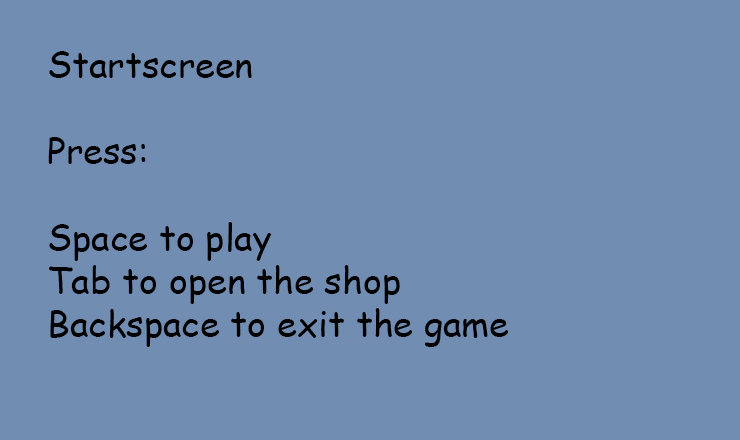 Startscreen
Press:
Space to play
Tab to open the shop
Backspace to exit the game